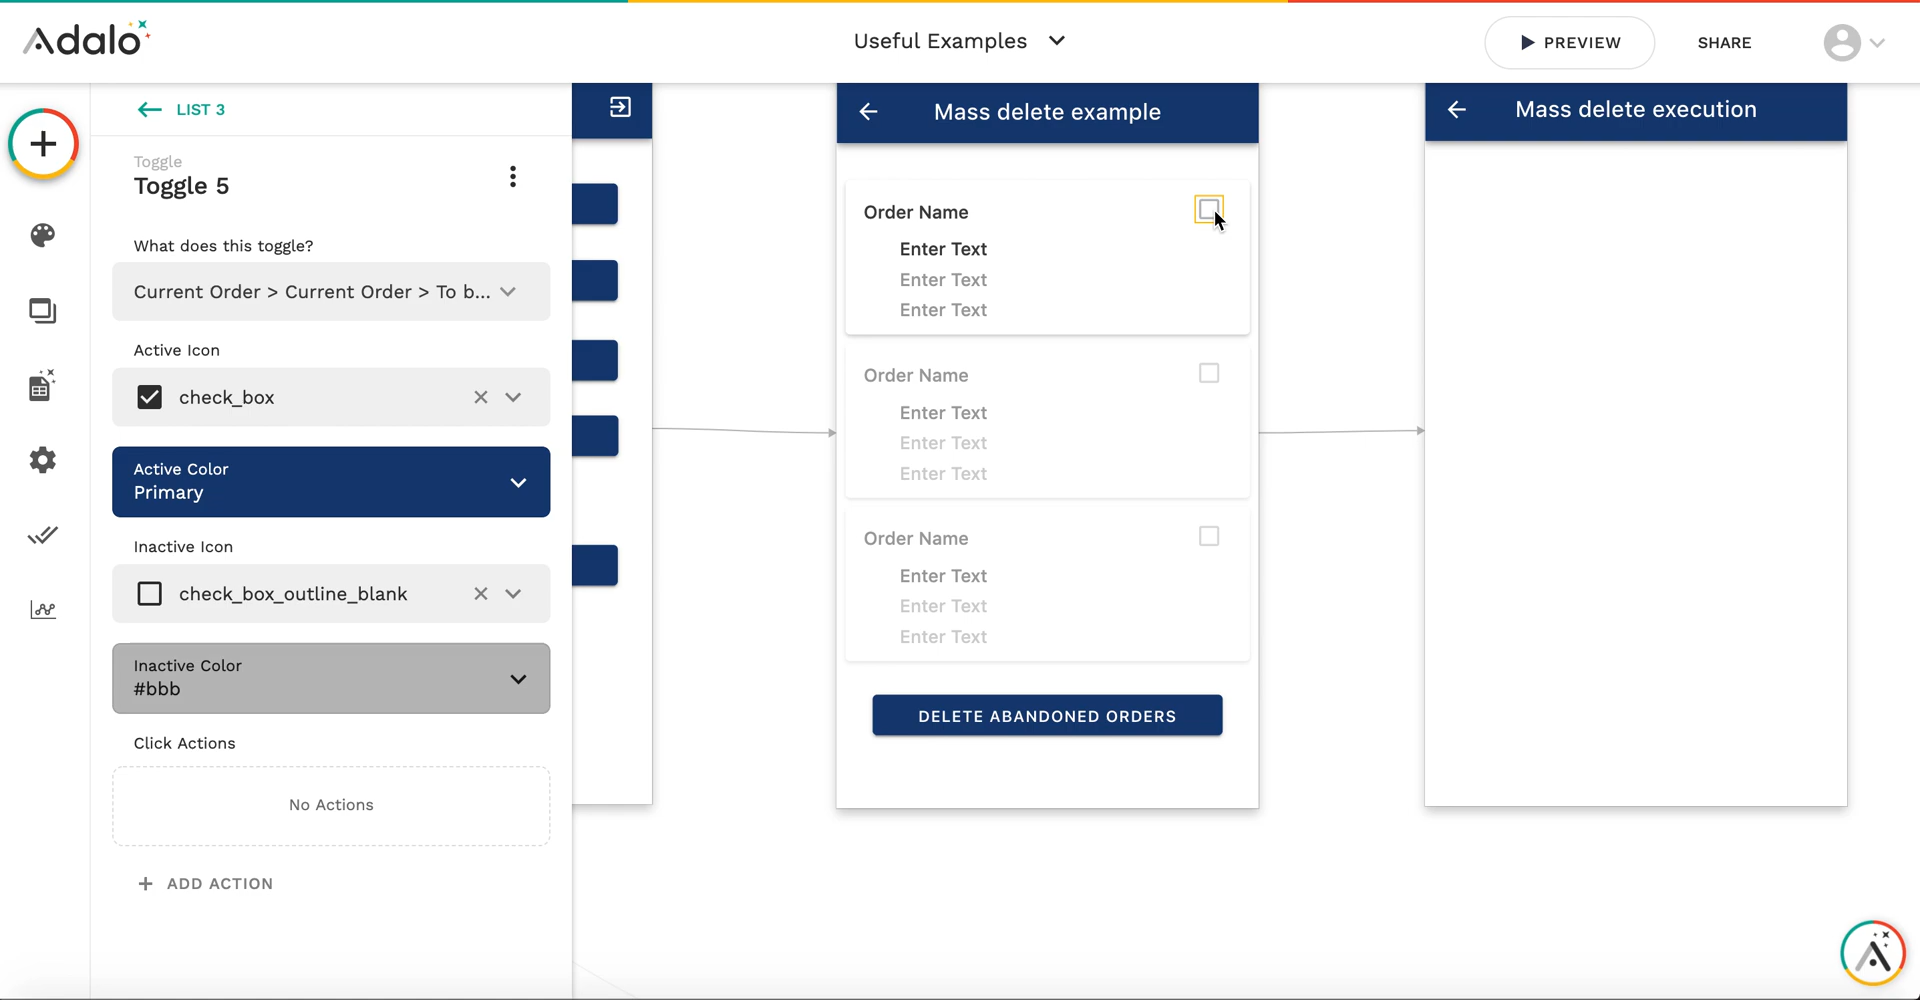 Adalo
Useful Examples
PREVIEW
SHARE
LIST 3
Toggle
Toggle 5
What does this toggle?
Current Order > Current Order > To b...
Active Icon
check_box
Active Color
Primary
Inactive Icon
check_box_outline_blank
Inactive Color
#bbb
Click Actions
No Actions
+ ADD ACTION
Mass delete example
Order Name
Enter Text
Enter Text
Enter Text
Order Name
Enter Text
Enter Text
Enter Text
Order Name
Enter Text
Enter Text
Enter Text
DELETE ABANDONED ORDERS
Mass delete execution